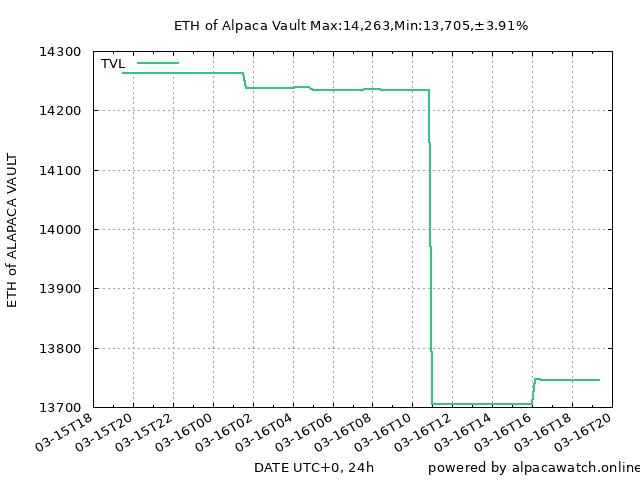 ETH of Alpaca Vault Max:14,263,Min:13,705,±3.91%
TVL
14300
14200
14100
14000
13900
13800
13700
ETH of ALAPACA VAULT
03-15T18
03-15T20
03-15T22
03-16T00
03-16T02
03-16T04
03-16T06
03-16T08
03-16T10
03-16T12
03-16T14
03-16T16
03-16T18
03-16T20
DATE UTC+0, 24h
powered by alpacawatch.online